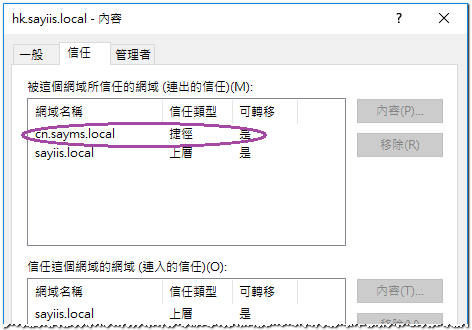 hk.sayiis.local - 內容
一般 信任 管理者
被這個網域所信任的網域 (連出的信任)(M):
網域名稱 信任類型 可轉移 內容(P)...
cn.sayms.local 捷徑 是
sayiis.local 上層 是 移除(R)
信任這個網域的網域 (連入的信任)(O):
網域名稱 信任類型 可轉移 內容(T)...
sayiis.local 上層 是